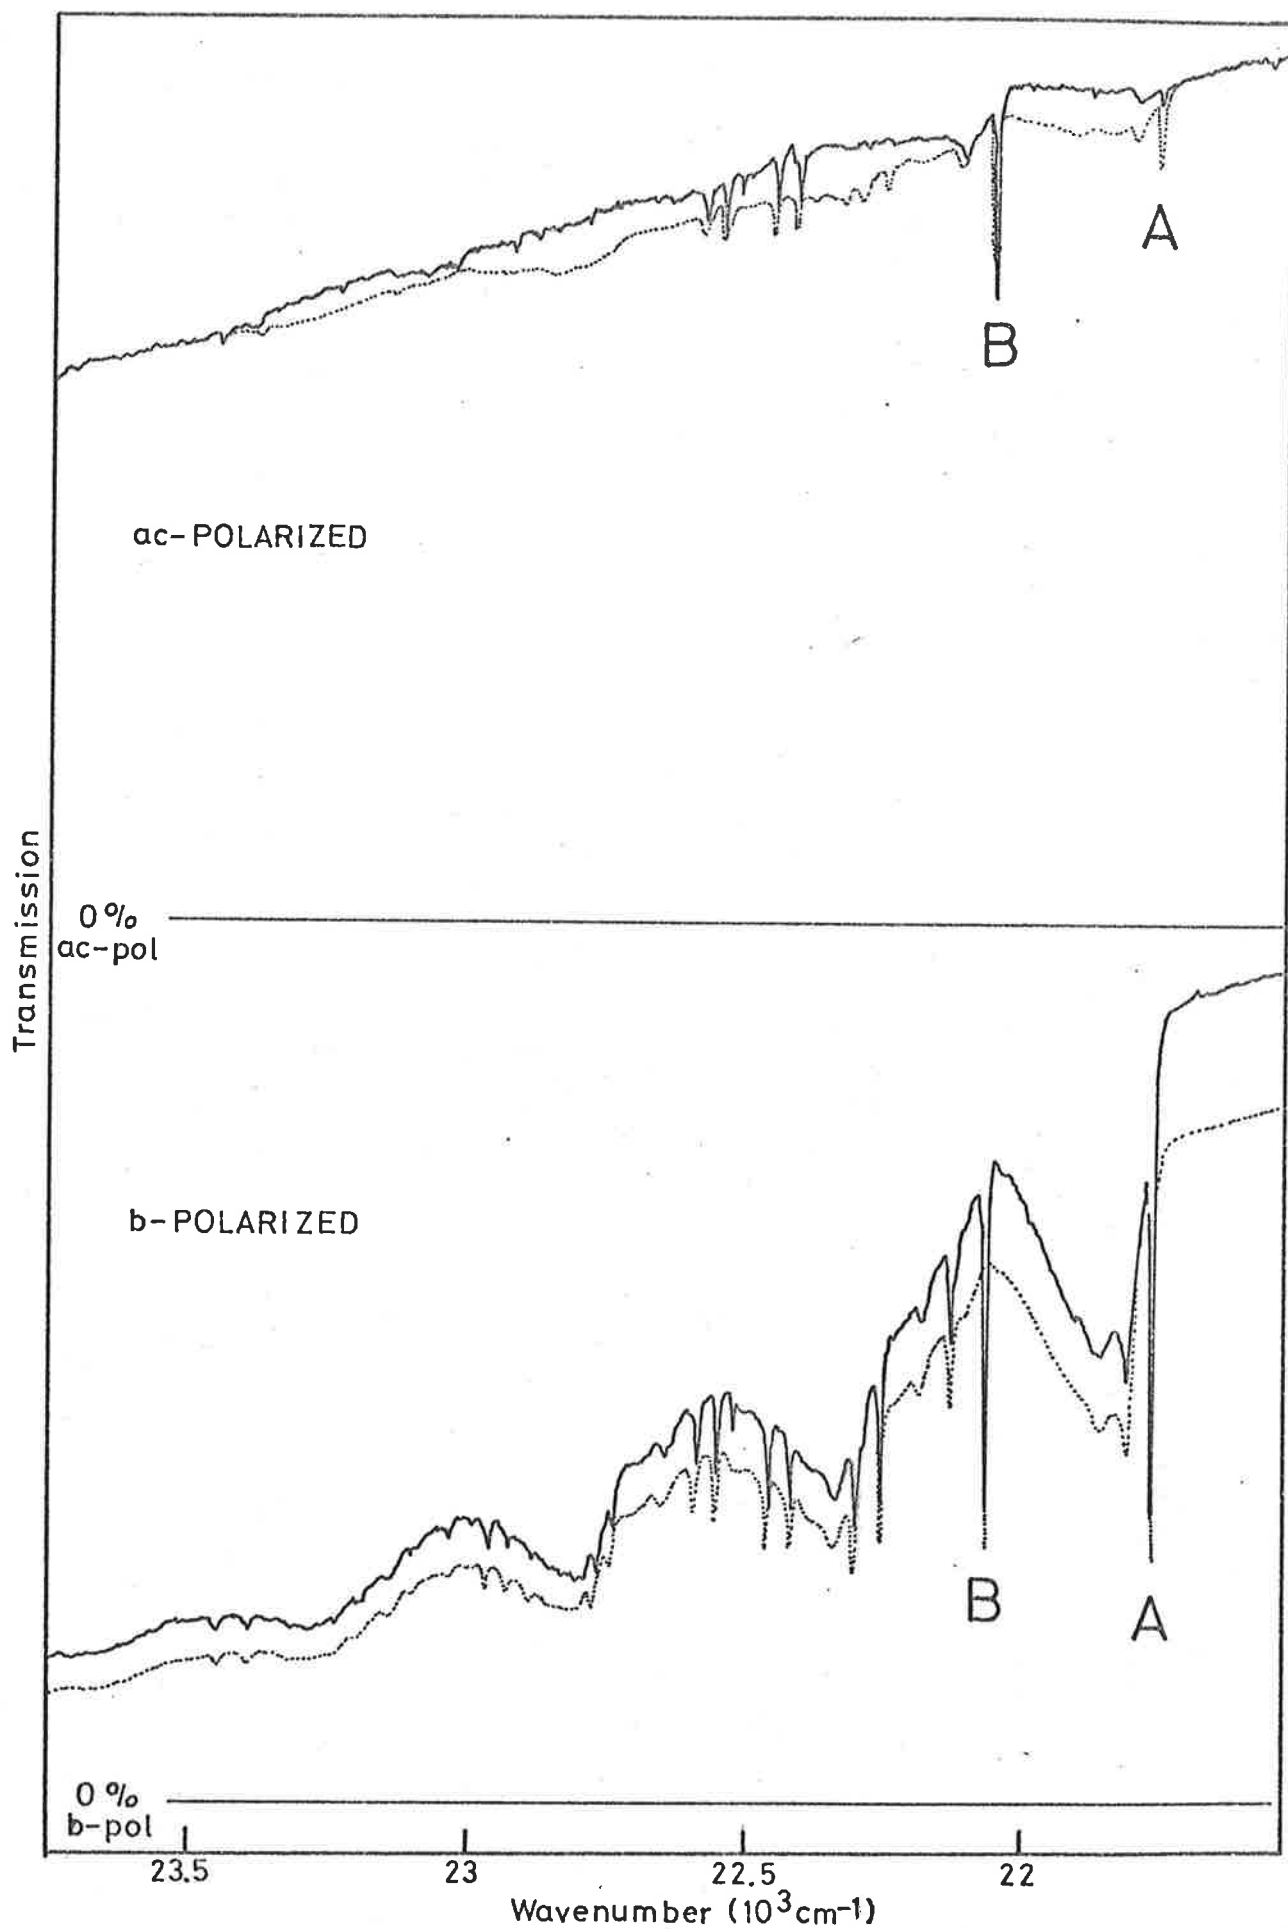 A
B
ac-POLARIZED
Transmission
0%
ac-pol
b-POLARIZED
B
A
0%
b-pol
23.5 23 22.5 22
Wavenumber (10³cm⁻¹)